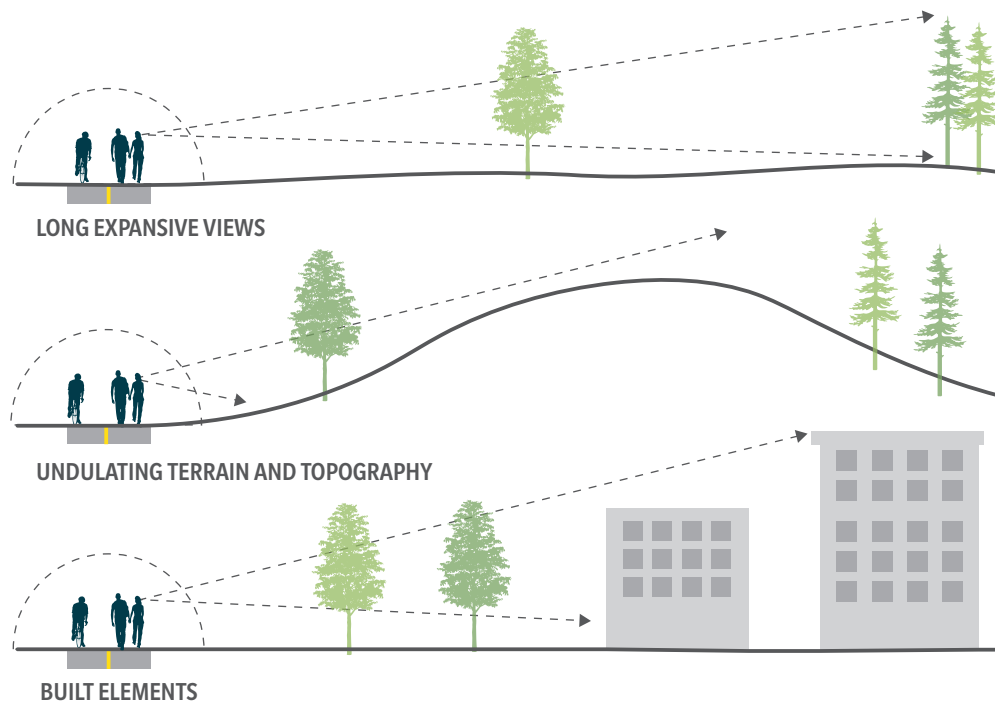 LONG EXPANSIVE VIEWS
UNDULATING TERRAIN AND TOPOGRAPHY
BUILT ELEMENTS